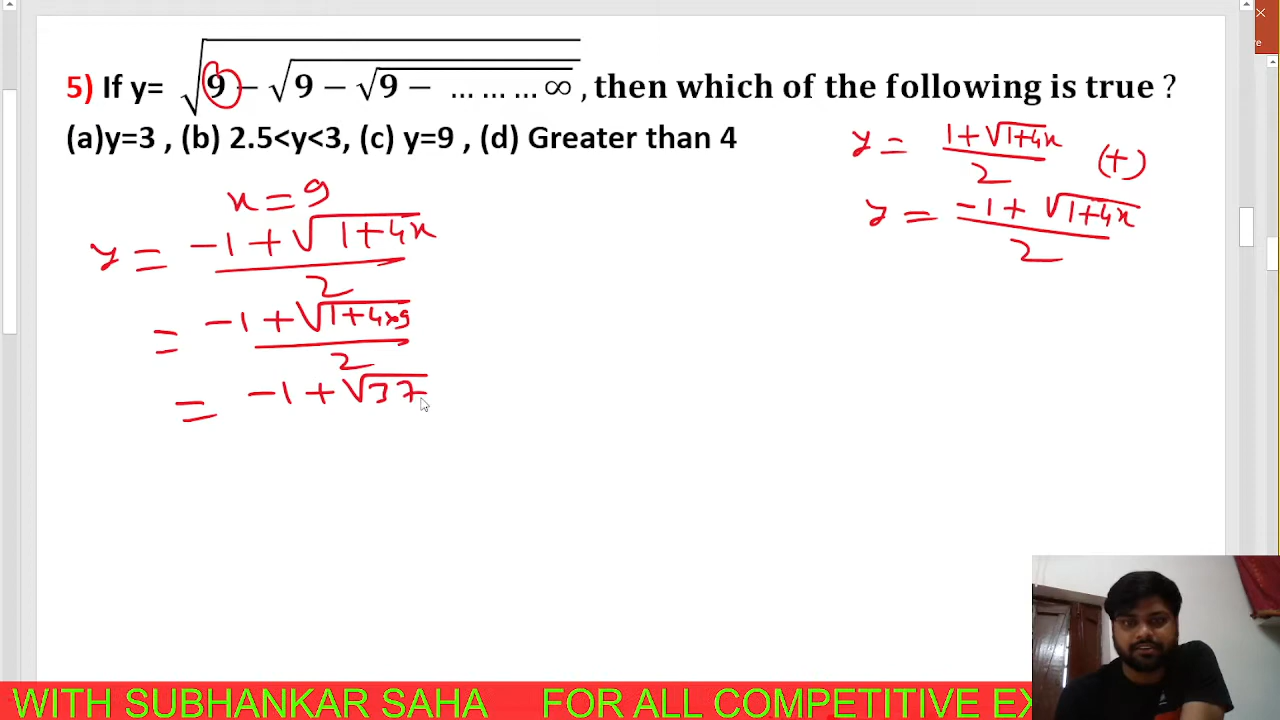 5) If y= √9 − √9 − √9 − ... ... ... ∞ , then which of the following is true ?
(a)y=3 , (b) 2.5<y<3, (c) y=9 , (d) Greater than 4
y = 1+√1+4x / 2 (+)
y = -1+√1+4x / 2
x = 9
y = -1+√1+4x / 2
= -1+√1+4×9 / 2
= -1+√37
WITH SUBHANKAR SAHA FOR ALL COMPETITIVE EX